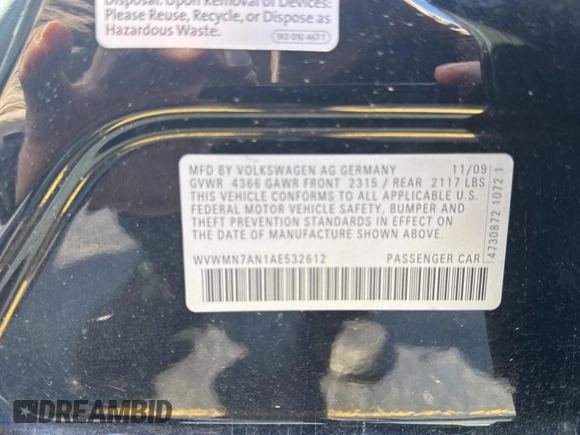 Disposal. Upon Removal of Devices:
Please Reuse, Recycle, or Dispose as
Hazardous Waste.
MFD BY VOLKSWAGEN AG GERMANY 11/09
GVWR 4366 GAWR FRONT 2315 / REAR 2117 LBS
THIS VEHICLE CONFORMS TO ALL APPLICABLE U.S.
FEDERAL MOTOR VEHICLE SAFETY, BUMPER AND
THEFT PREVENTION STANDARDS IN EFFECT ON
THE DATE OF MANUFACTURE SHOWN ABOVE.
WVWMN7AN1AE532612 PASSENGER CAR
4730872 1072 1
DREAMBID